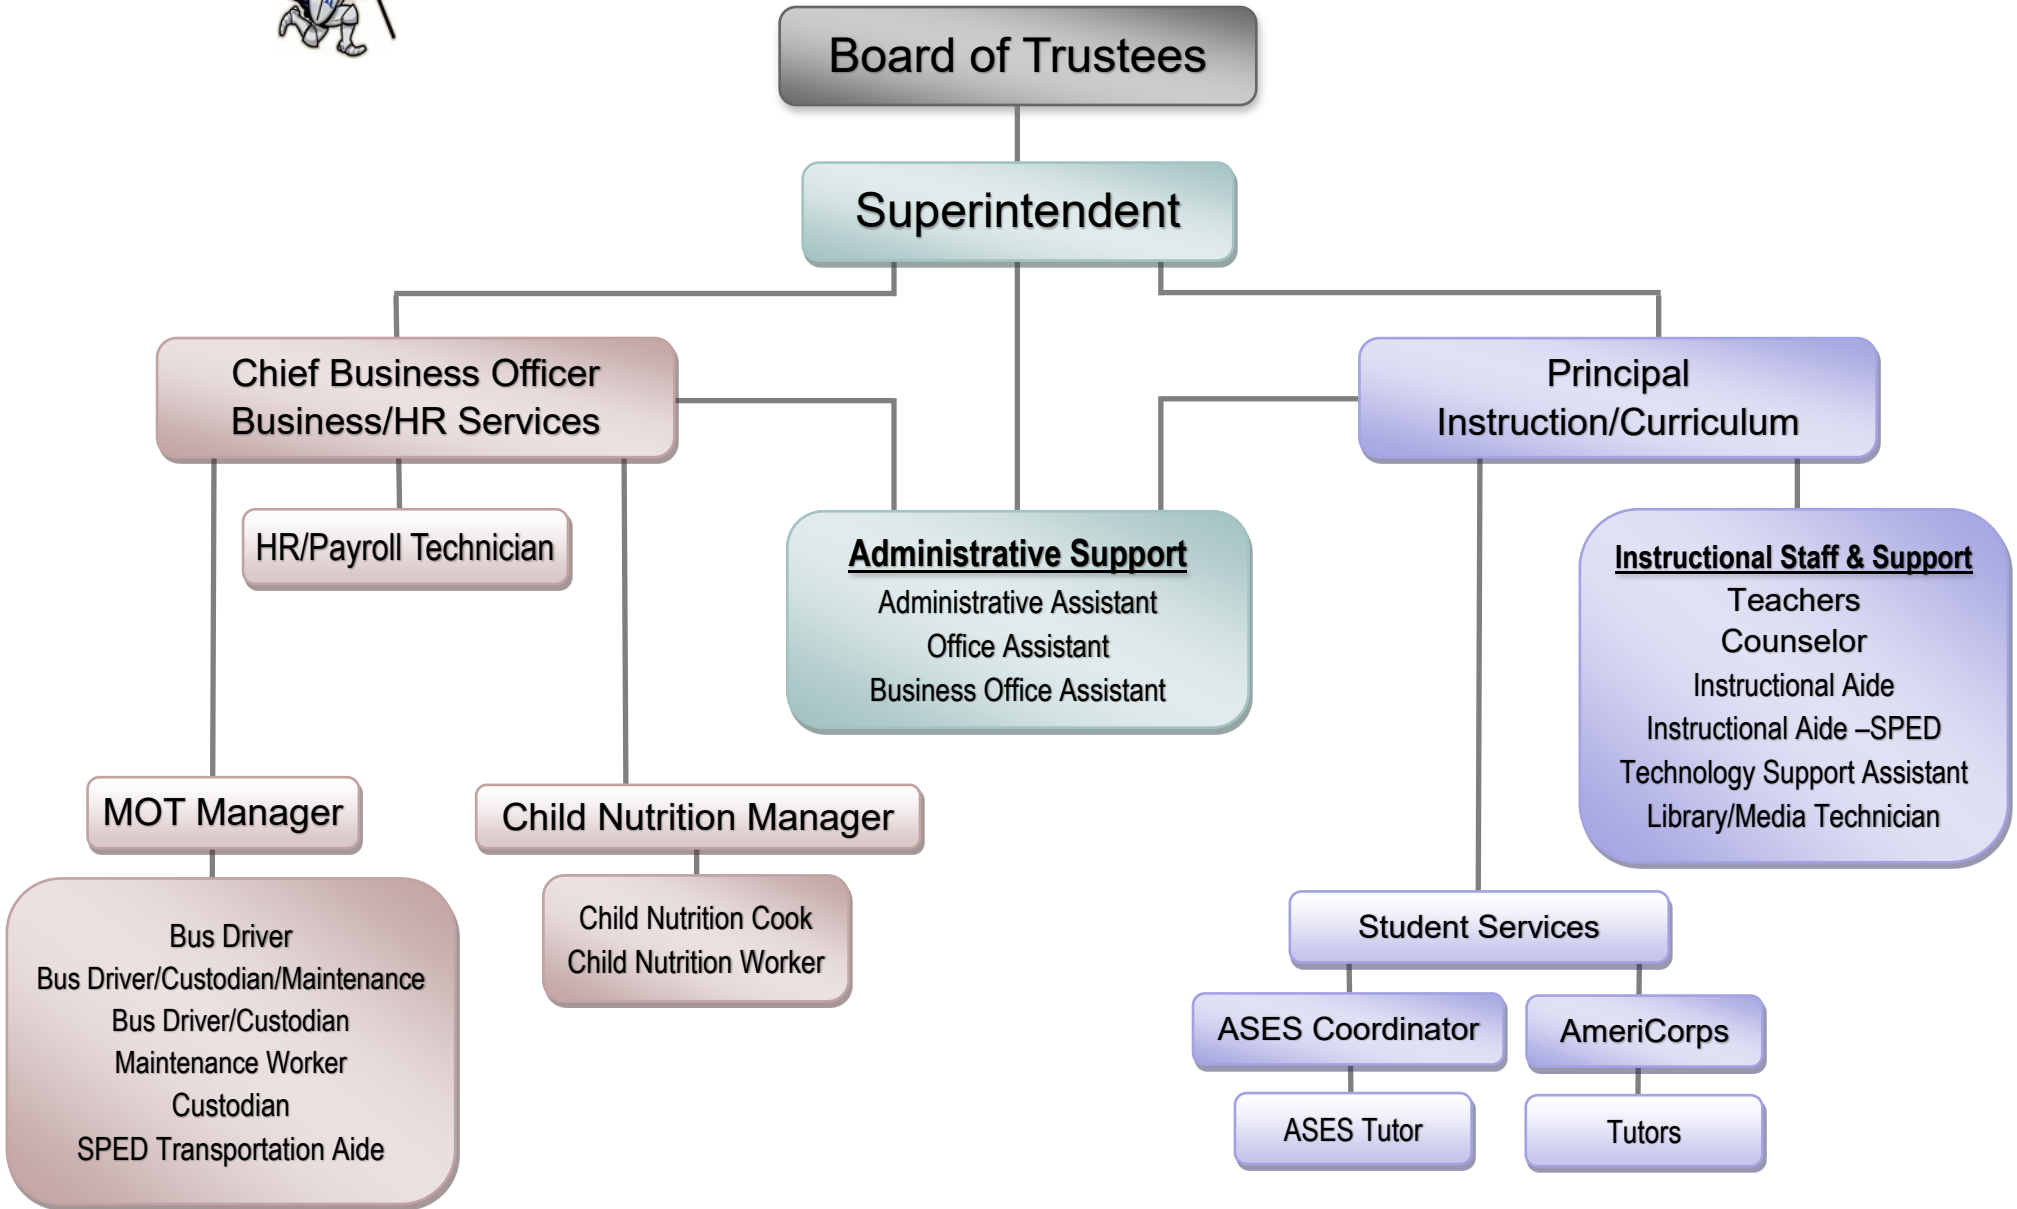 Board of Trustees
Superintendent
Chief Business Officer
Business/HR Services
Principal
Instruction/Curriculum
HR/Payroll Technician
Administrative Support
Administrative Assistant
Office Assistant
Business Office Assistant
Instructional Staff & Support
Teachers
Counselor
Instructional Aide
Instructional Aide –SPED
Technology Support Assistant
Library/Media Technician
MOT Manager
Child Nutrition Manager
Bus Driver
Bus Driver/Custodian/Maintenance
Bus Driver/Custodian
Maintenance Worker
Custodian
SPED Transportation Aide
Child Nutrition Cook
Child Nutrition Worker
Student Services
ASES Coordinator
AmeriCorps
ASES Tutor
Tutors